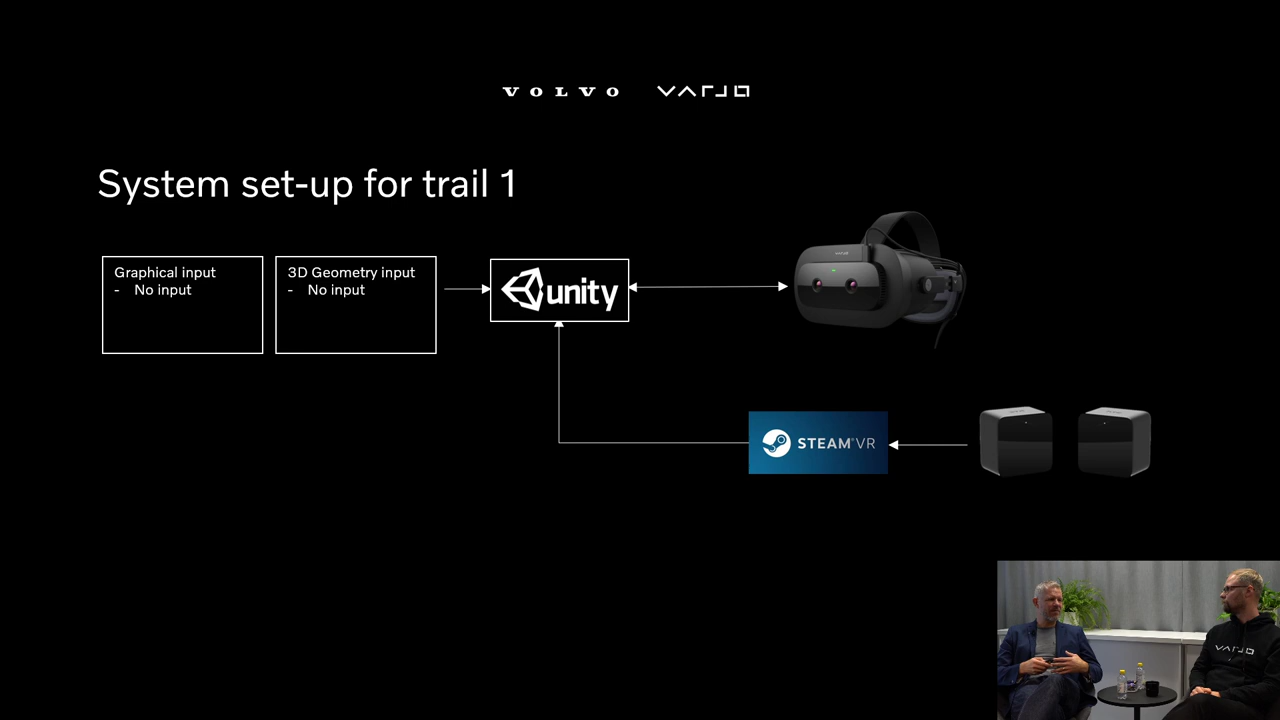 VOLVO VARJO
System set-up for trail 1
Graphical input
- No input
3D Geometry input
- No input
unity
STEAM®VR
VARJO